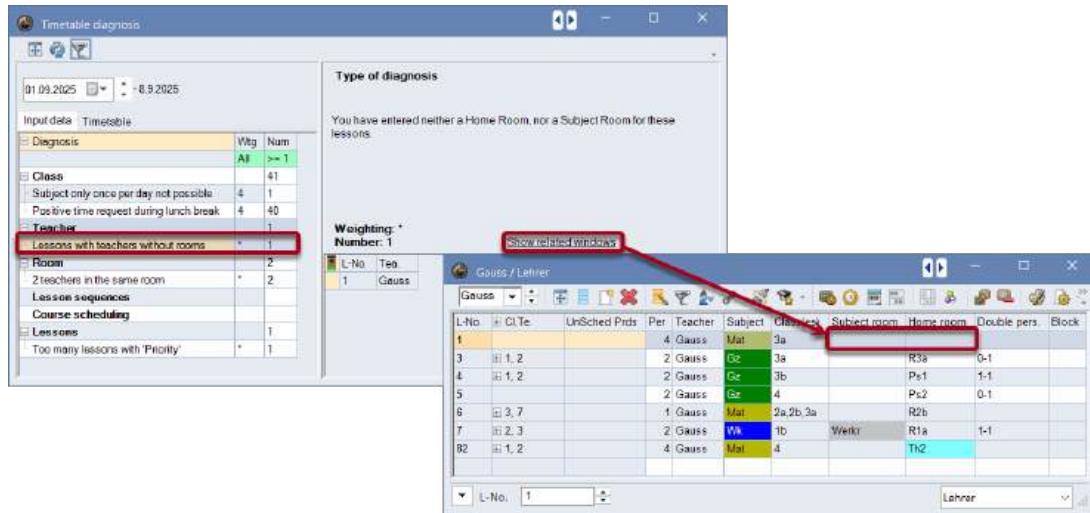 Timetable diagnosis
01.09.2025 - 8.9.2025
Input data Timetable
Diagnosis Wtg Num
All >= 1
Class 41
Subject only once per day not possible 4 1
Positive time request during lunch break 4 40
Teacher 1
Lessons with teachers without rooms * 1
Room 2
2 teachers in the same room * 2
Lesson sequences
Course scheduling
Lessons 1
Too many lessons with 'Priority' * 1
Type of diagnosis
You have entered neither a Home Room, nor a Subject Room for these
lessons.
Weighting: *
Number: 1
Show related windows
L-No. Tea.
1 Gauss
Gauss / Lehrer
Gauss
L-No. Cl,Te. UnSched Prds Per Teacher Subject Class(es) Subject room Home room Double pers. Block
1 4 Gauss Mat 3a
3 1, 2 2 Gauss Gz 3a R3a 0-1
4 1, 2 2 Gauss Gz 3b Ps1 1-1
5 2 Gauss Gz 4 Ps2 0-1
6 3, 7 1 Gauss Mat 2a,2b,3a R2b
7 2, 3 2 Gauss Wk 1b Werkr R1a 1-1
82 1, 2 4 Gauss Mat 4 Th2
L-No. 1
Lehrer